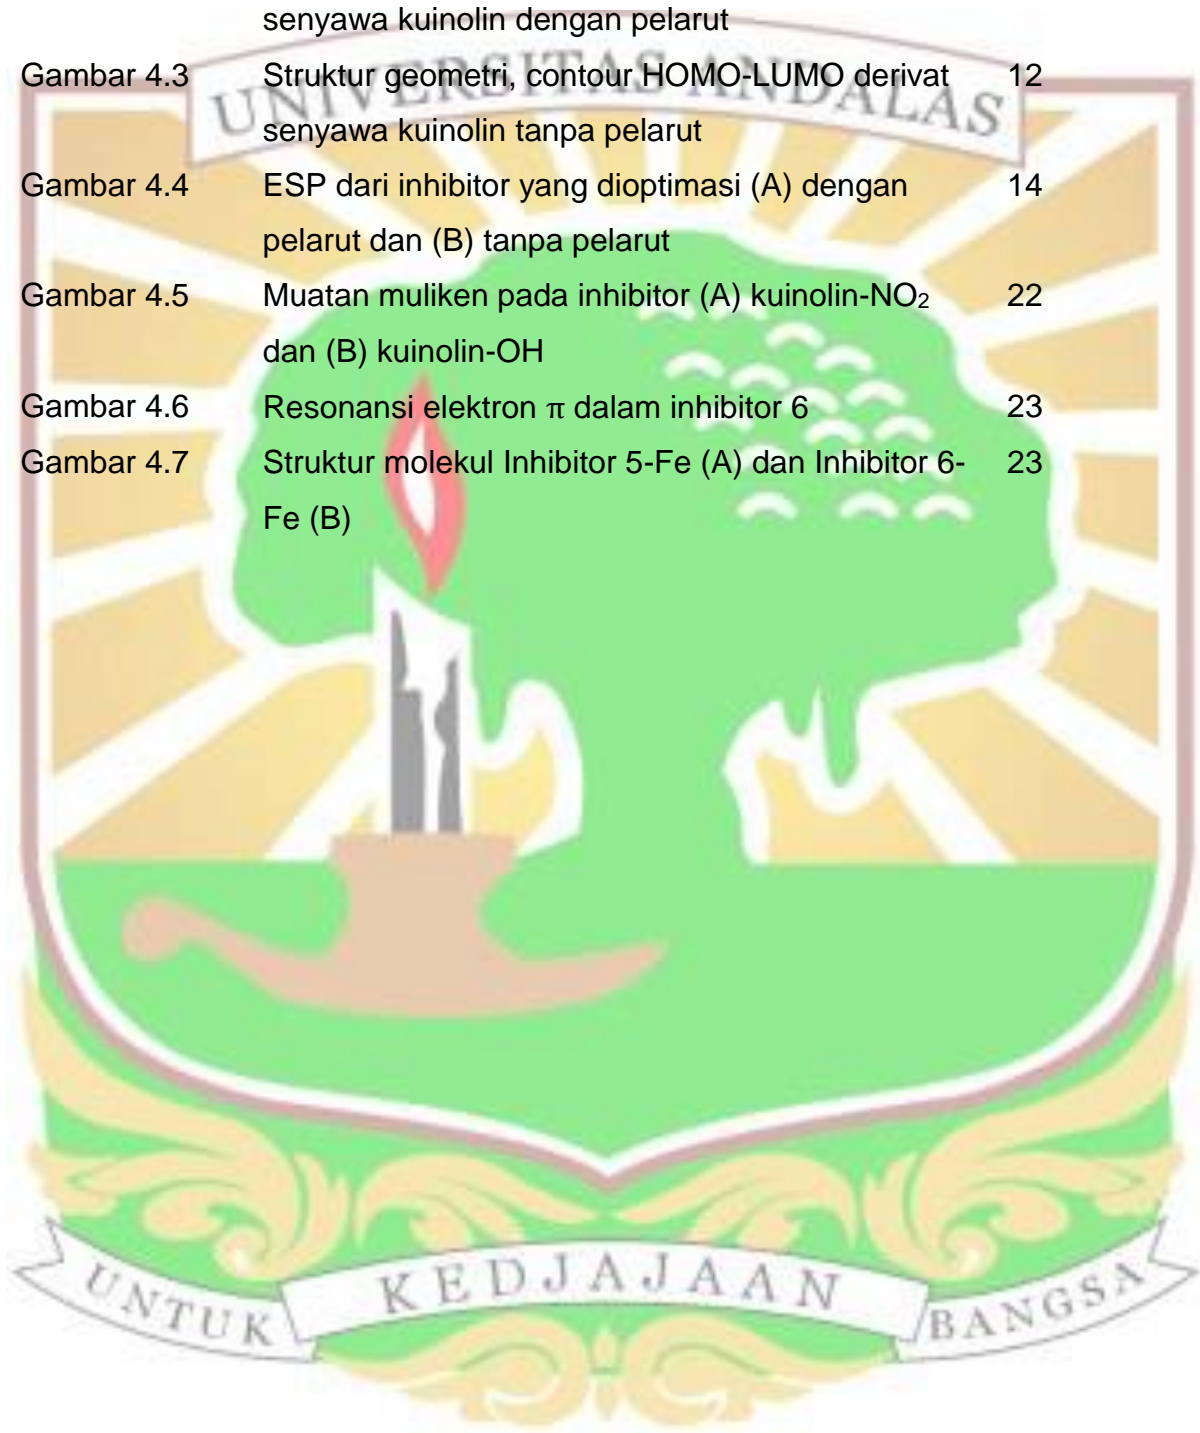 senyawa kuinolin dengan pelarut
UNIVERSITAS ANDALAS
Gambar 4.3 Struktur geometri, contour HOMO-LUMO derivat 12
senyawa kuinolin tanpa pelarut
Gambar 4.4 ESP dari inhibitor yang dioptimasi (A) dengan 14
pelarut dan (B) tanpa pelarut
Gambar 4.5 Muatan muliken pada inhibitor (A) kuinolin-NO₂ 22
dan (B) kuinolin-OH
Gambar 4.6 Resonansi elektron π dalam inhibitor 6 23
Gambar 4.7 Struktur molekul Inhibitor 5-Fe (A) dan Inhibitor 6- 23
Fe (B)
UNTUK KEDJAJAAN BANGSA